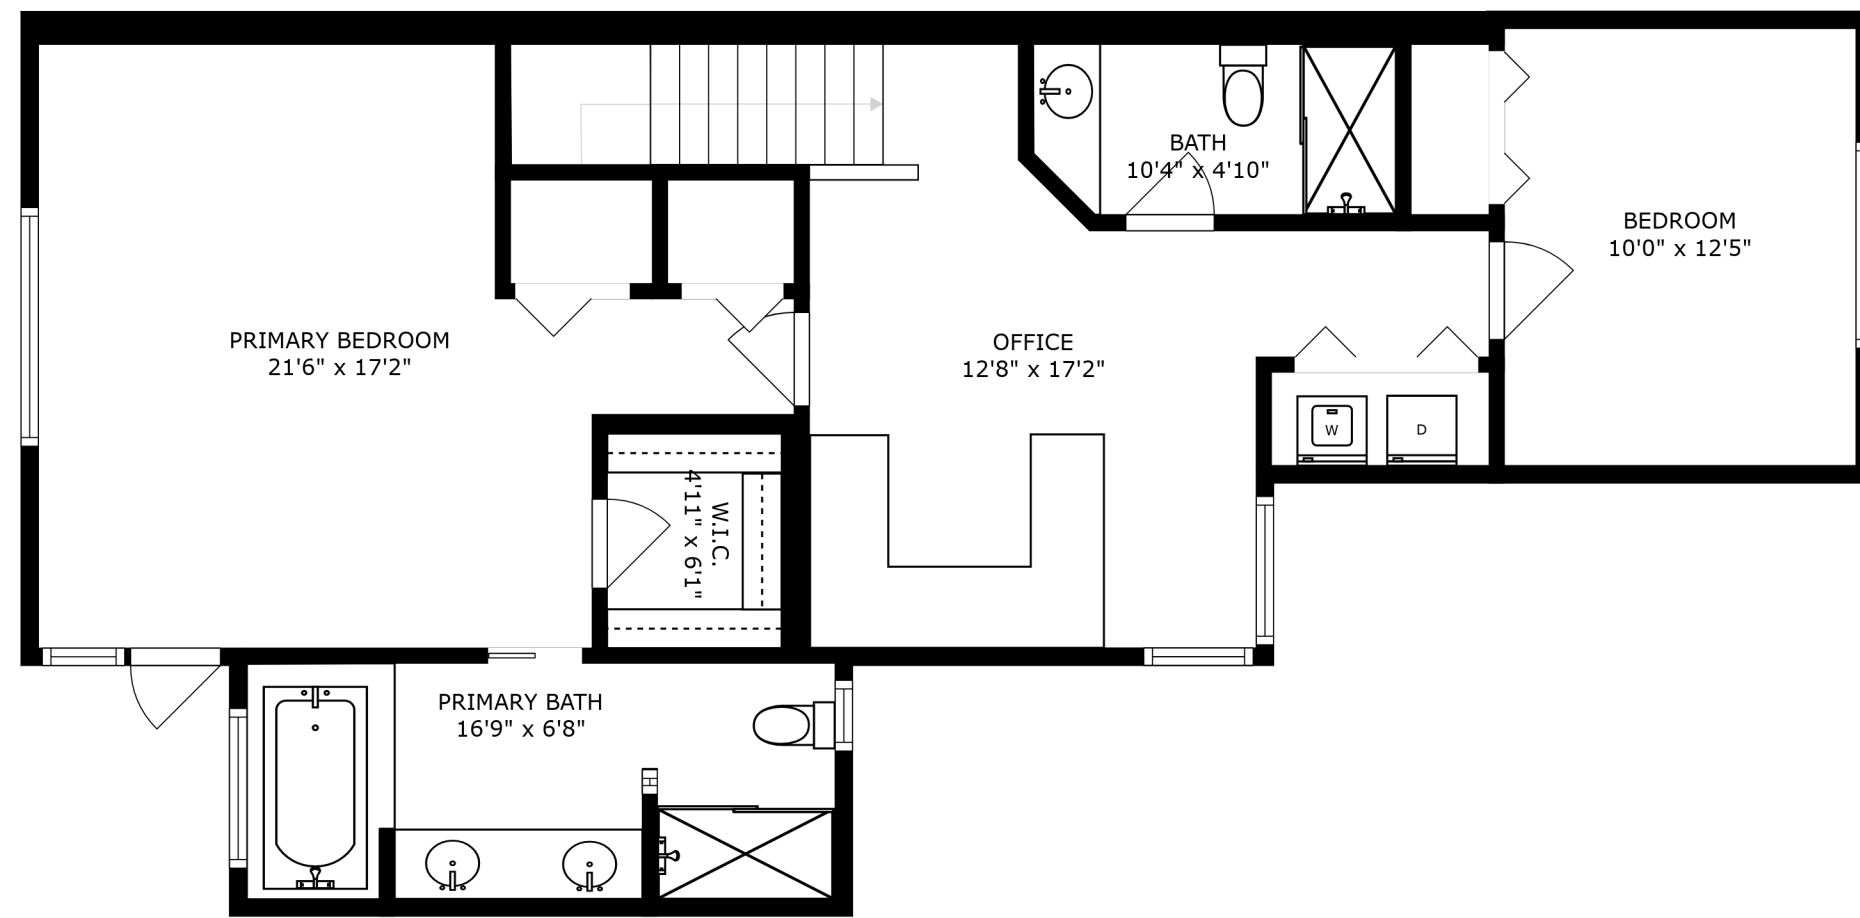 BATH
10'4" x 4'10"
BEDROOM
10'0" x 12'5"
PRIMARY BEDROOM
21'6" x 17'2"
OFFICE
12'8" x 17'2"
W
D
W.I.C.
4'11" x 6'1"
PRIMARY BATH
16'9" x 6'8"